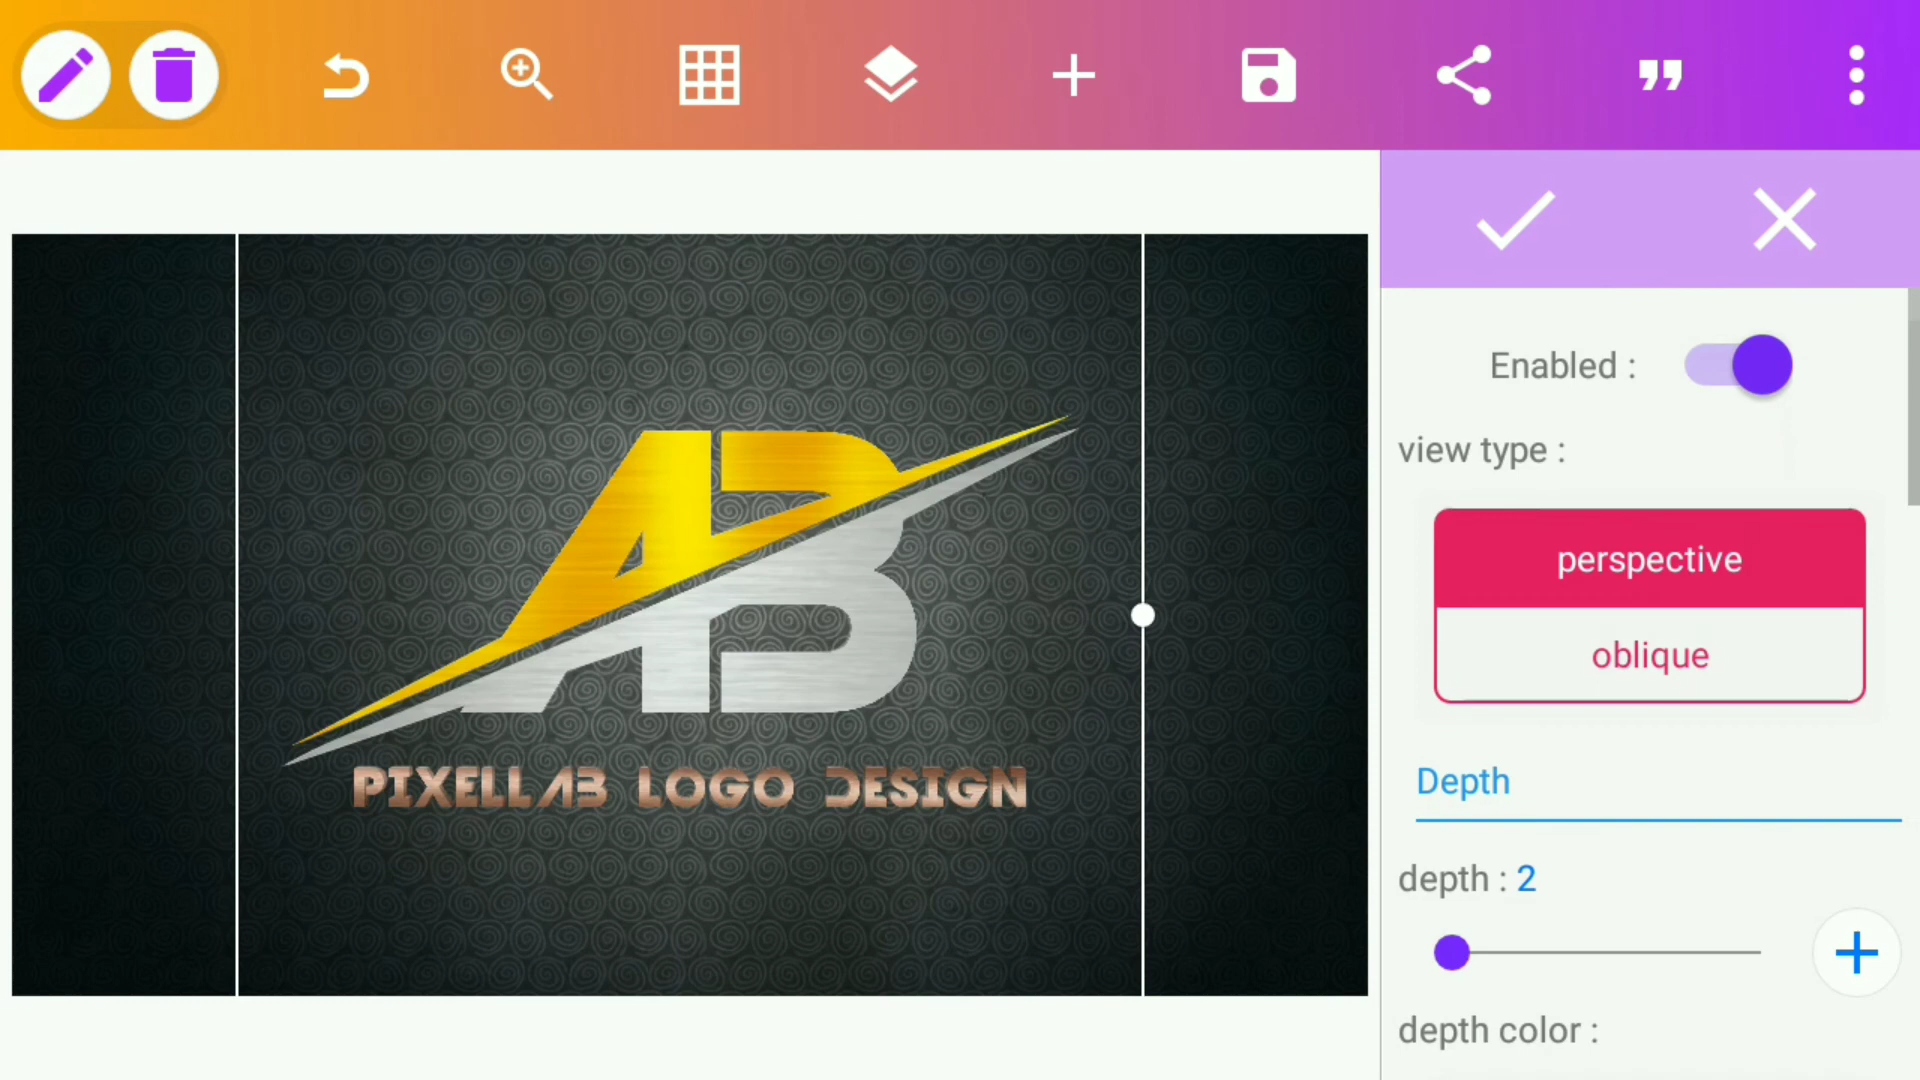 Enabled :
view type :
perspective
oblique
Depth
depth : 2
depth color :
AB
PIXELLAB LOGO DESIGN